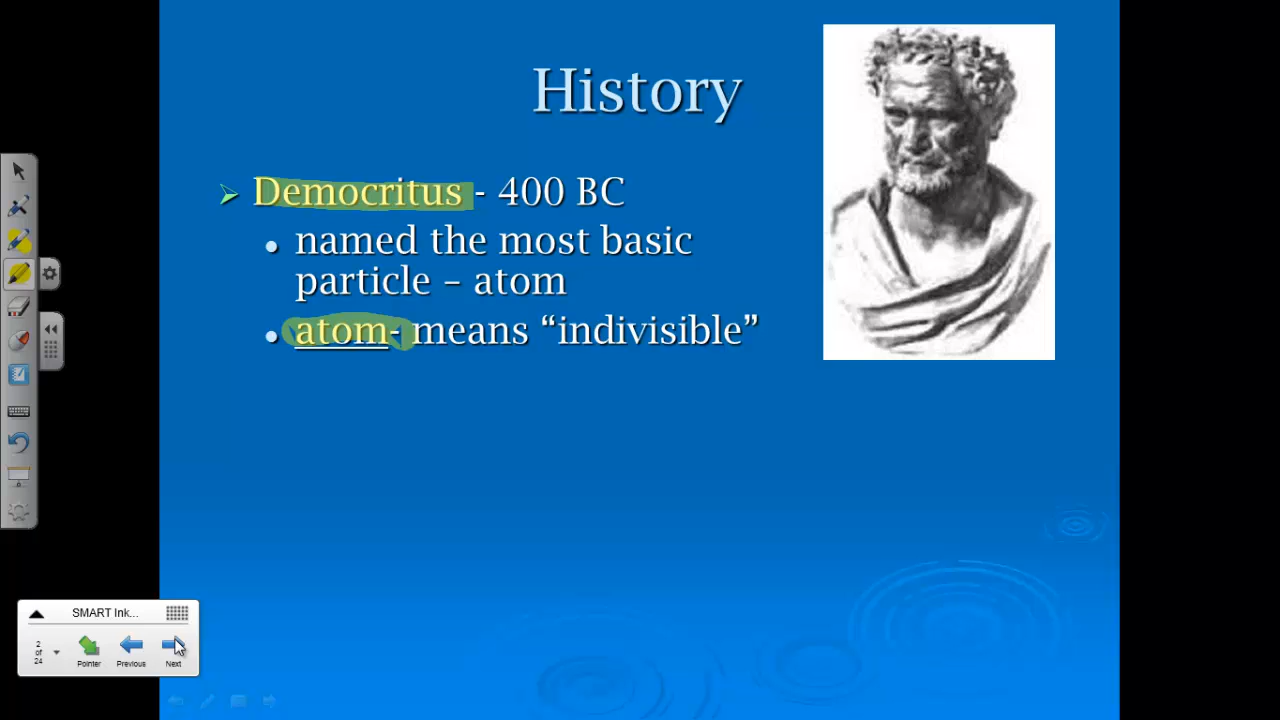 History
Democritus - 400 BC
named the most basic
particle – atom
atom- means “indivisible”
SMART Ink...
2
of
24
Pointer
Previous
Next